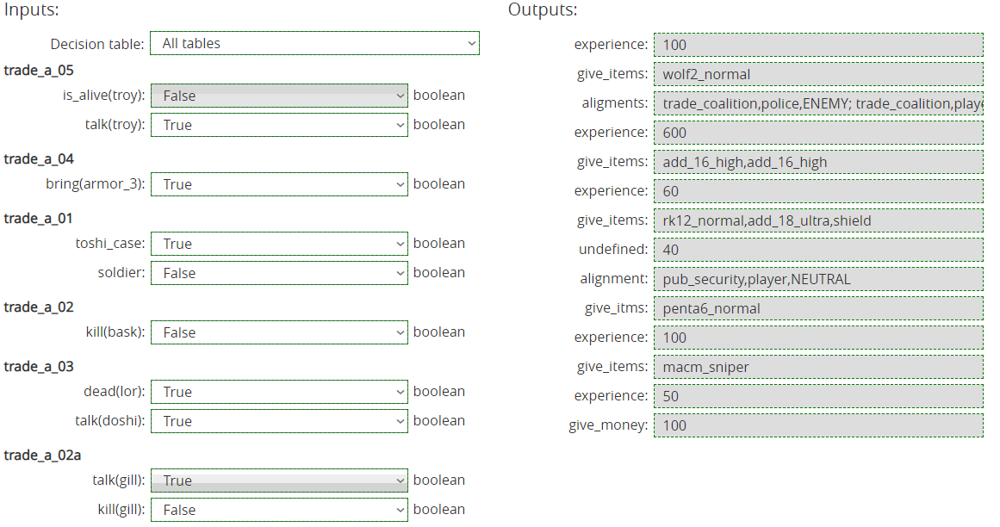 Inputs:
Decision table: All tables
trade_a_05
is_alive(troy): False boolean
talk(troy): True boolean
trade_a_04
bring(armor_3): True boolean
trade_a_01
toshi_case: True boolean
soldier: False boolean
trade_a_02
kill(bask): False boolean
trade_a_03
dead(lor): True boolean
talk(doshi): True boolean
trade_a_02a
talk(gill): True boolean
kill(gill): False boolean
Outputs:
experience: 100
give_items: wolf2_normal
aligments: trade_coalition,police,ENEMY; trade_coalition,playe
experience: 600
give_items: add_16_high,add_16_high
experience: 60
give_items: rk12_normal,add_18_ultra,shield
undefined: 40
alignment: pub_security,player,NEUTRAL
give_itms: penta6_normal
experience: 100
give_items: macm_sniper
experience: 50
give_money: 100